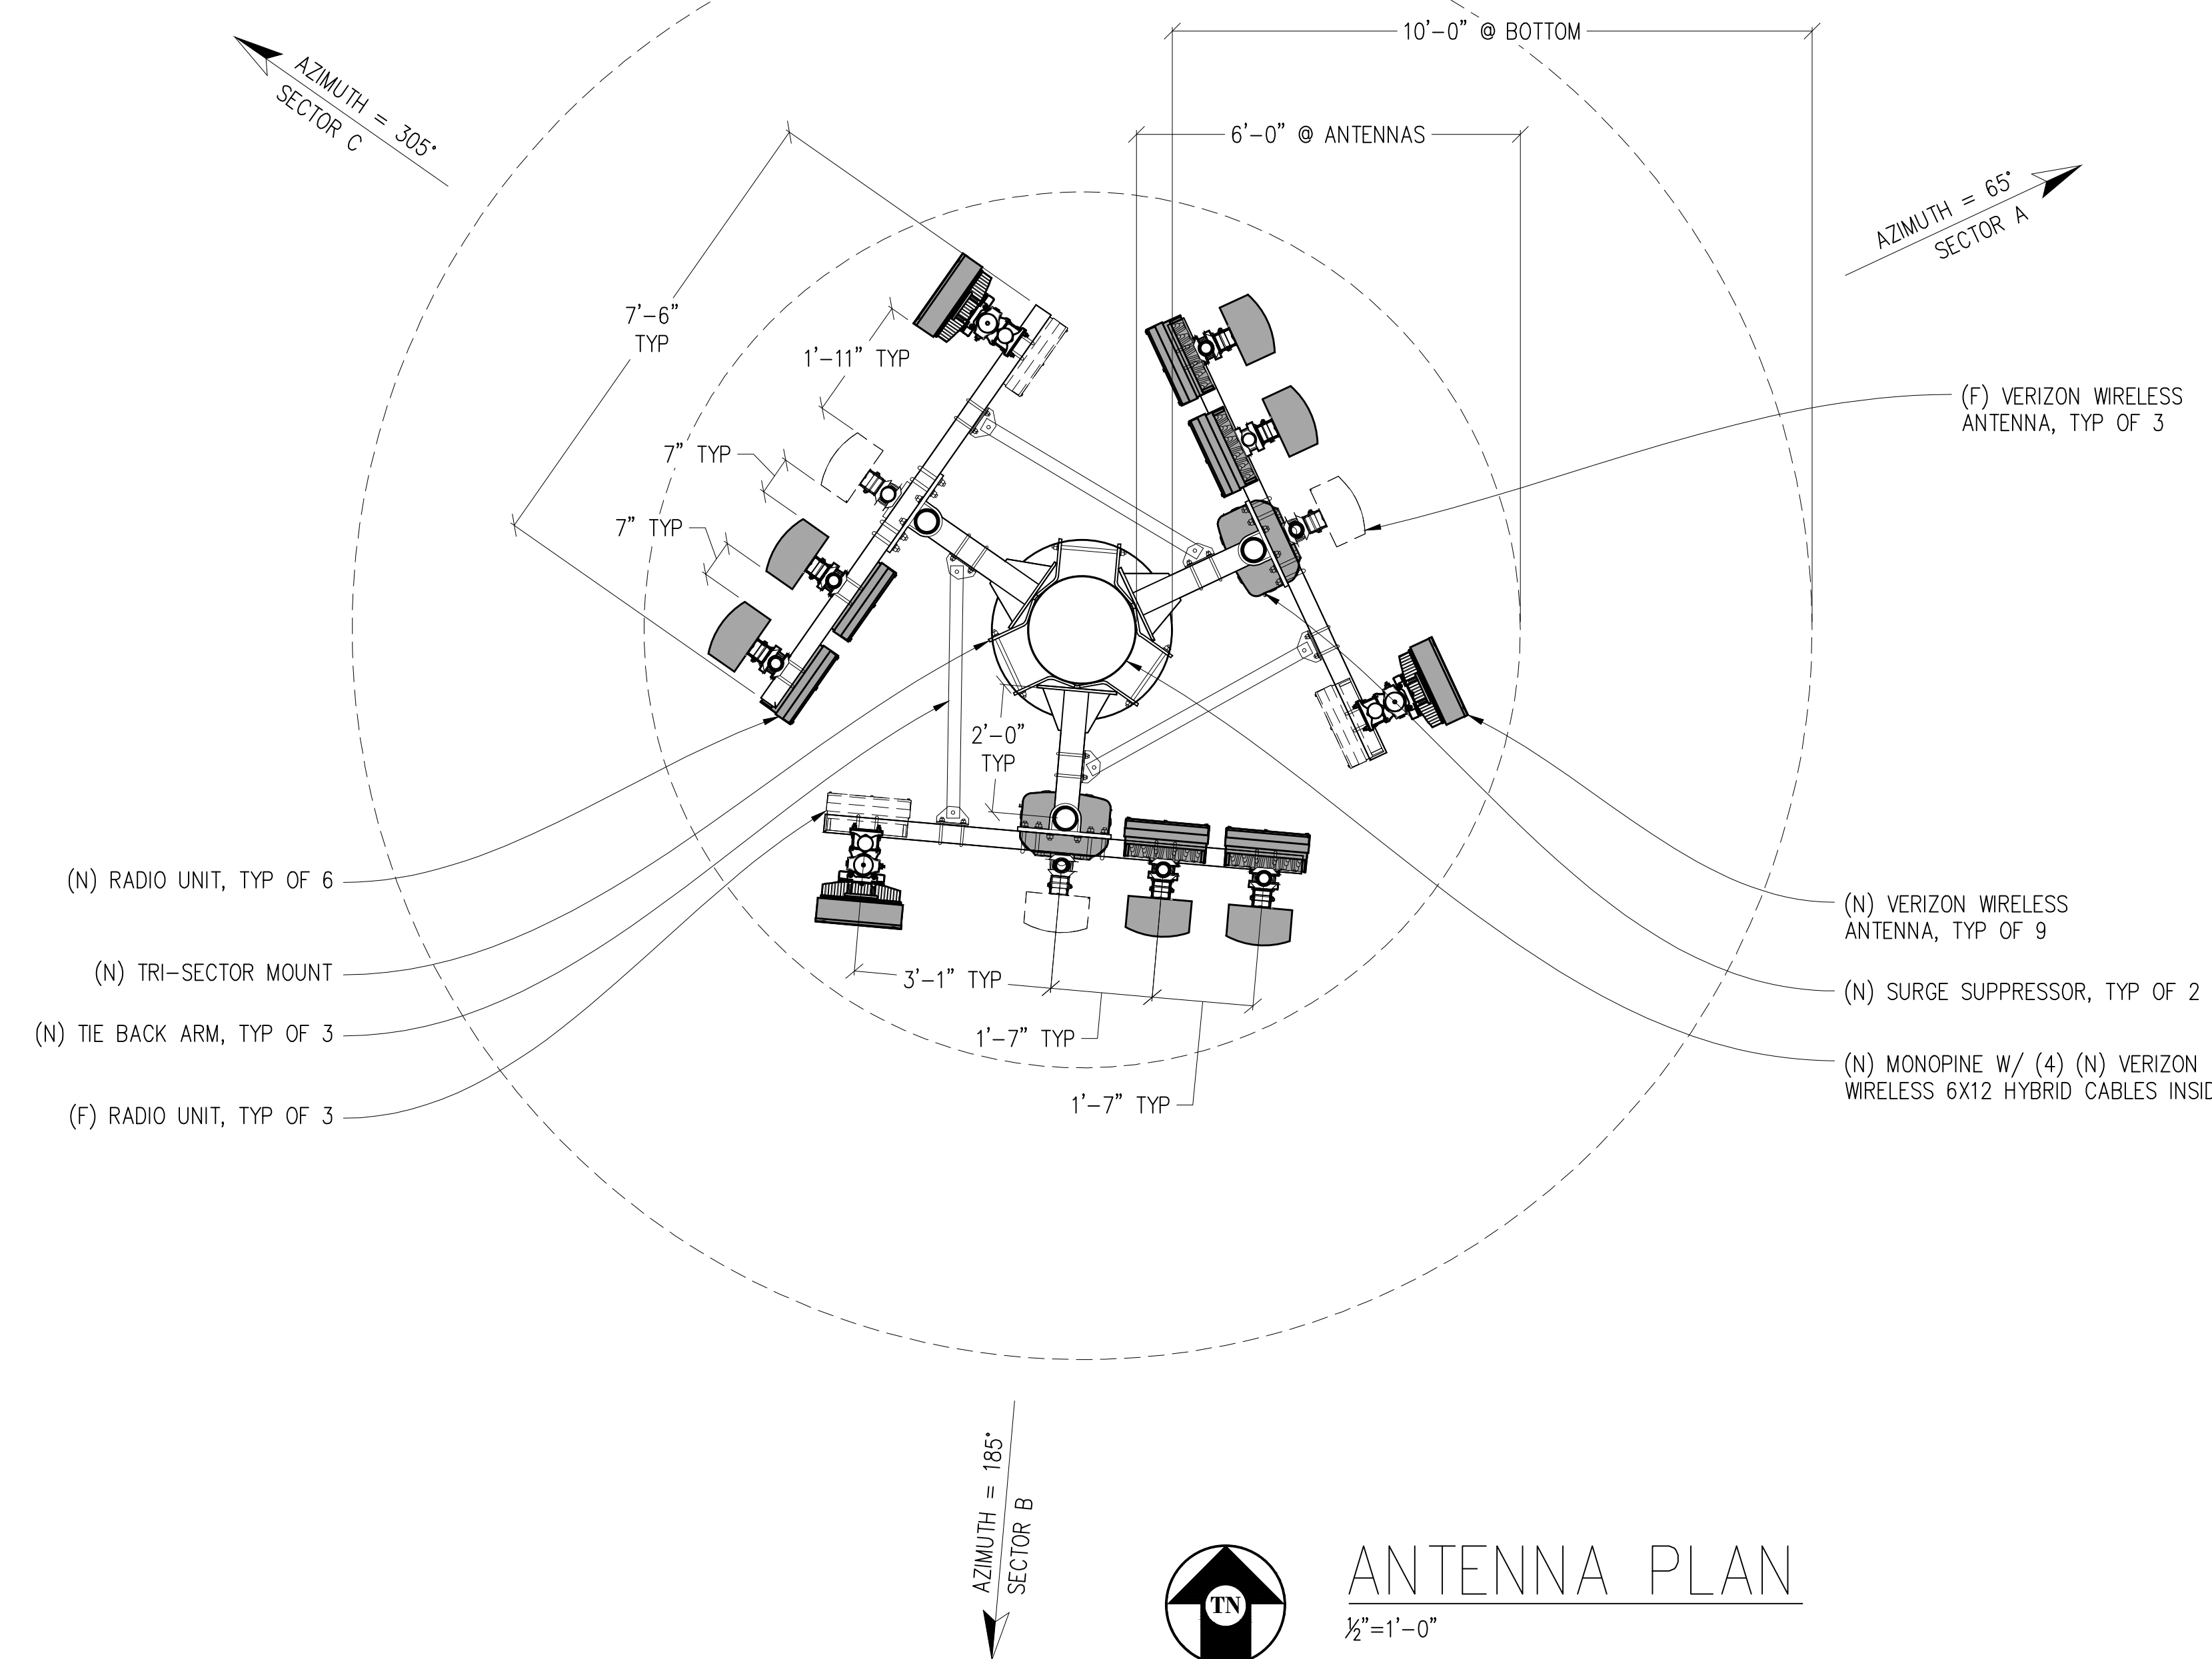 10'-0" @ BOTTOM
6'-0" @ ANTENNAS
AZIMUTH = 305°
SECTOR C
AZIMUTH = 65°
SECTOR A
7'-6"
TYP
1'-11" TYP
7" TYP
7" TYP
(F) VERIZON WIRELESS
ANTENNA, TYP OF 3
2'-0"
TYP
(N) RADIO UNIT, TYP OF 6
(N) TRI-SECTOR MOUNT
(N) TIE BACK ARM, TYP OF 3
(F) RADIO UNIT, TYP OF 3
3'-1" TYP
1'-7" TYP
1'-7" TYP
(N) VERIZON WIRELESS
ANTENNA, TYP OF 9
(N) SURGE SUPPRESSOR, TYP OF 2
(N) MONOPINE W/ (4) (N) VERIZON
WIRELESS 6X12 HYBRID CABLES INSID
AZIMUTH = 185°
SECTOR B
TN
ANTENNA PLAN
½"=1'-0"